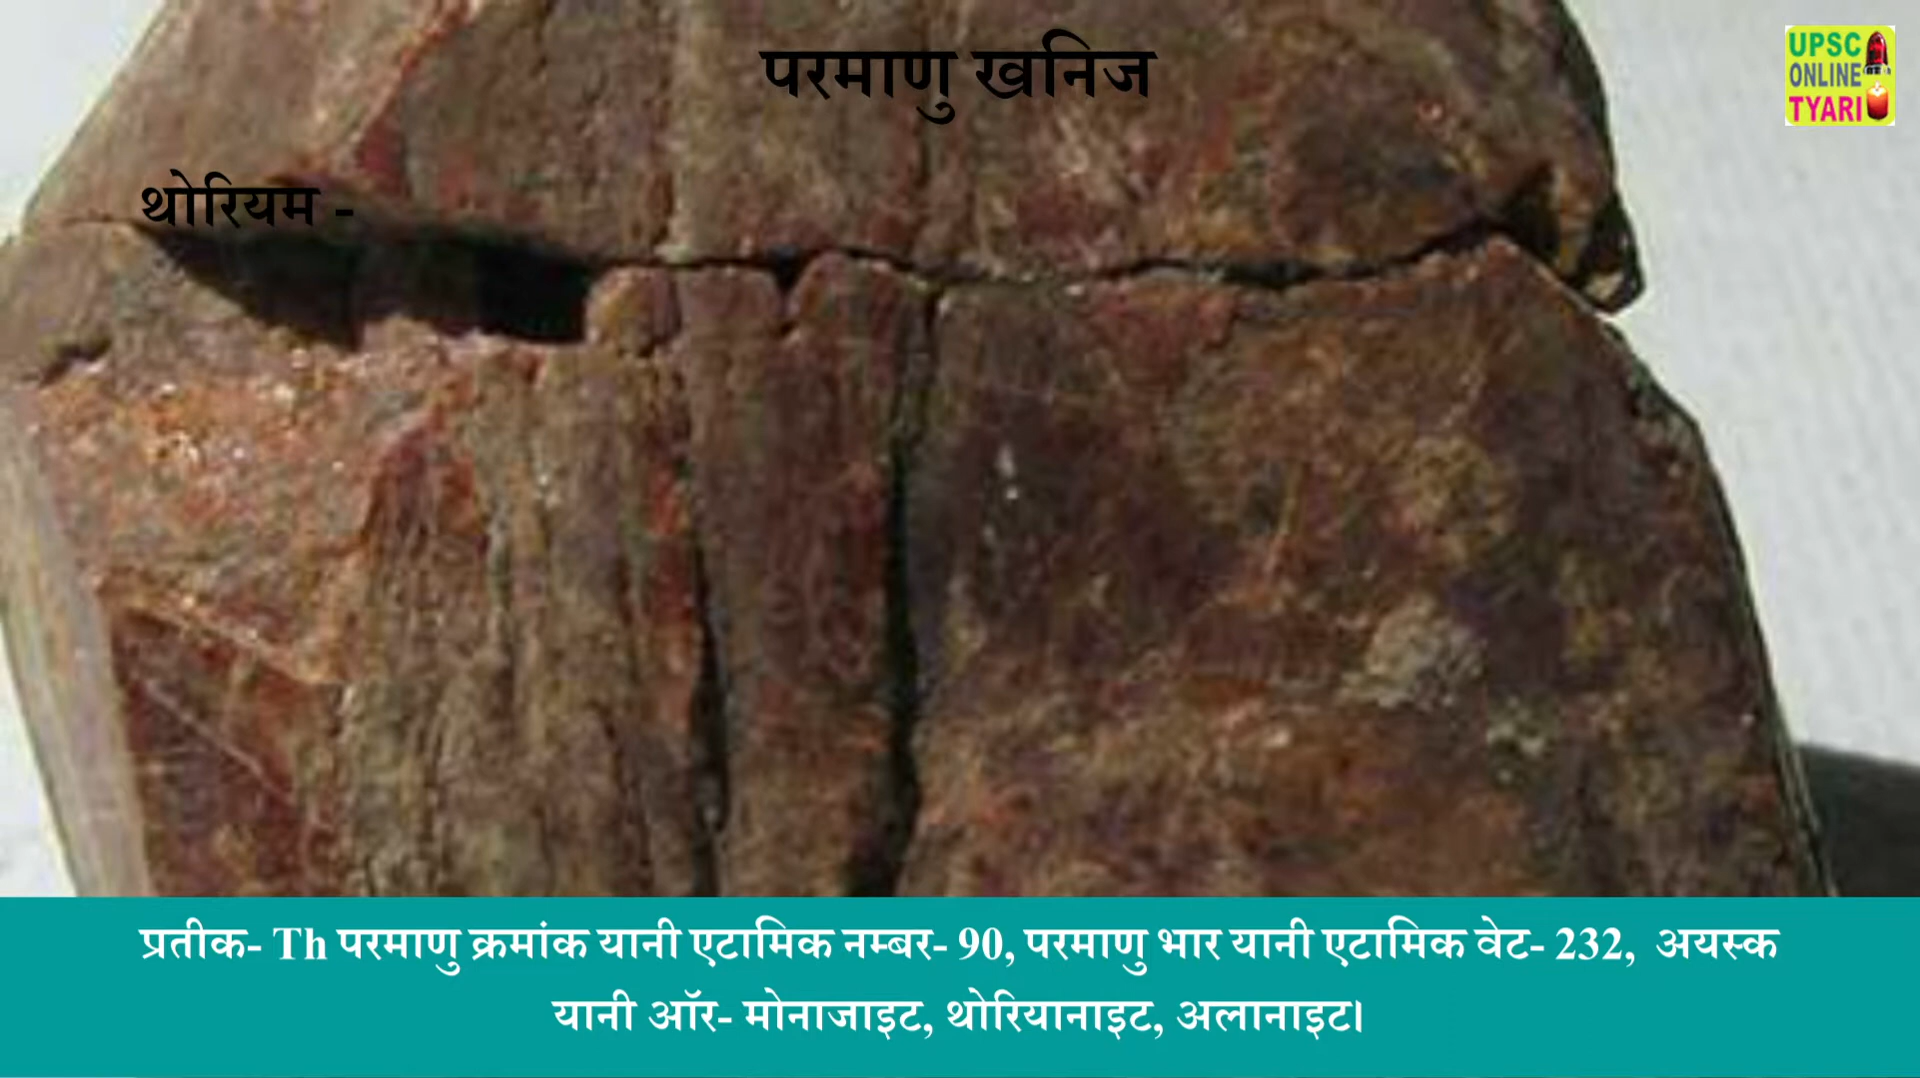 परमाणु खनिज
UPSC
ONLINE
TYARI
थोरियम -
प्रतीक- Th परमाणु क्रमांक यानी एटामिक नम्बर- 90, परमाणु भार यानी एटामिक वेट- 232, अयस्क
यानी ऑर- मोनाजाइट, थोरियानाइट, अलानाइट।